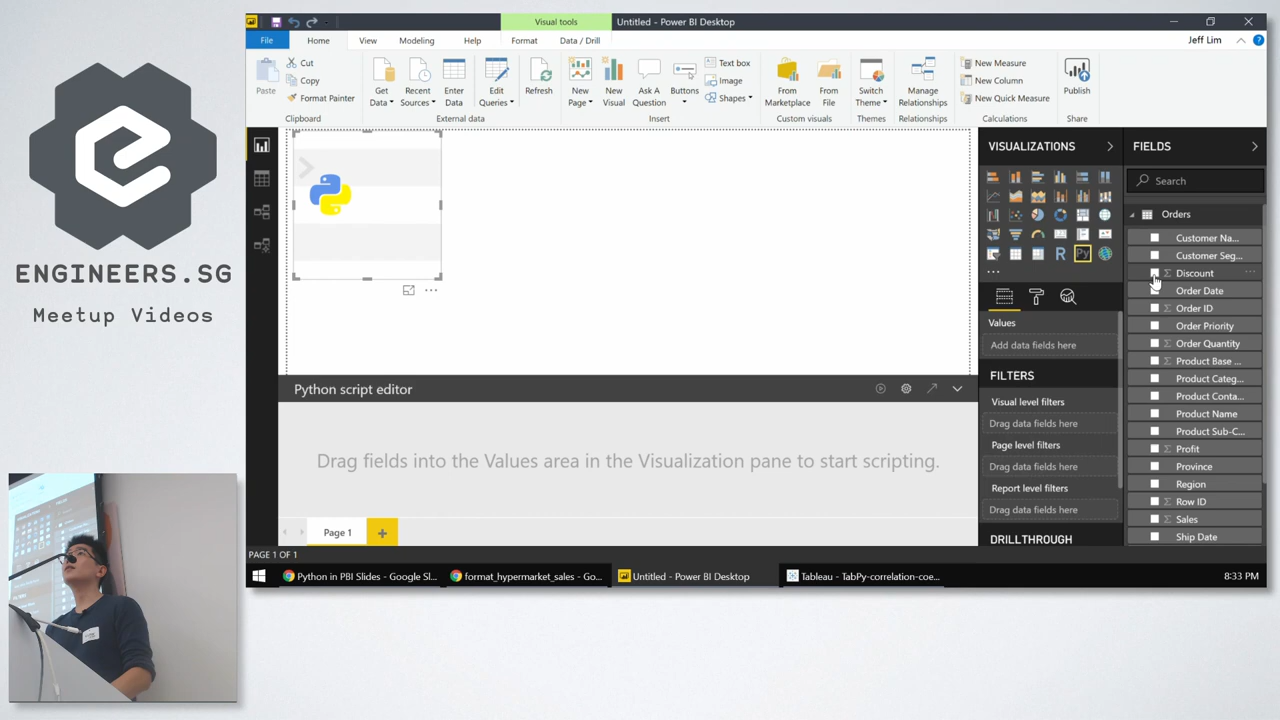 ENGINEERS.SG
Meetup Videos
Visual tools
Untitled - Power BI Desktop
File
Home
View
Modeling
Help
Format
Data / Drill
Jeff Lim
Paste
Cut
Copy
Format Painter
Clipboard
Get
Data
Recent
Sources
Enter
Data
Edit
Queries
Refresh
External data
New
Page
New
Visual
Ask A
Question
Buttons
Text box
Image
Shapes
Insert
From
Marketplace
From
File
Custom visuals
Switch
Theme
Themes
Manage
Relationships
Relationships
New Measure
New Column
New Quick Measure
Calculations
Publish
Share
VISUALIZATIONS
R
Py
Values
Add data fields here
FILTERS
Visual level filters
Drag data fields here
Page level filters
Drag data fields here
Report level filters
Drag data fields here
DRILLTHROUGH
FIELDS
Search
Orders
Customer Na...
Customer Seg...
Σ Discount
Order Date
Σ Order ID
Order Priority
Σ Order Quantity
Σ Product Base ...
Product Categ...
Product Conta...
Product Name
Product Sub-C...
Σ Profit
Province
Region
Σ Row ID
Σ Sales
Ship Date
Python script editor
Drag fields into the Values area in the Visualization pane to start scripting.
Page 1
PAGE 1 OF 1
Python in PBI Slides - Google Sl...
format_hypermarket_sales - Go...
Untitled - Power BI Desktop
Tableau - TabPy-correlation-coe...
8:33 PM